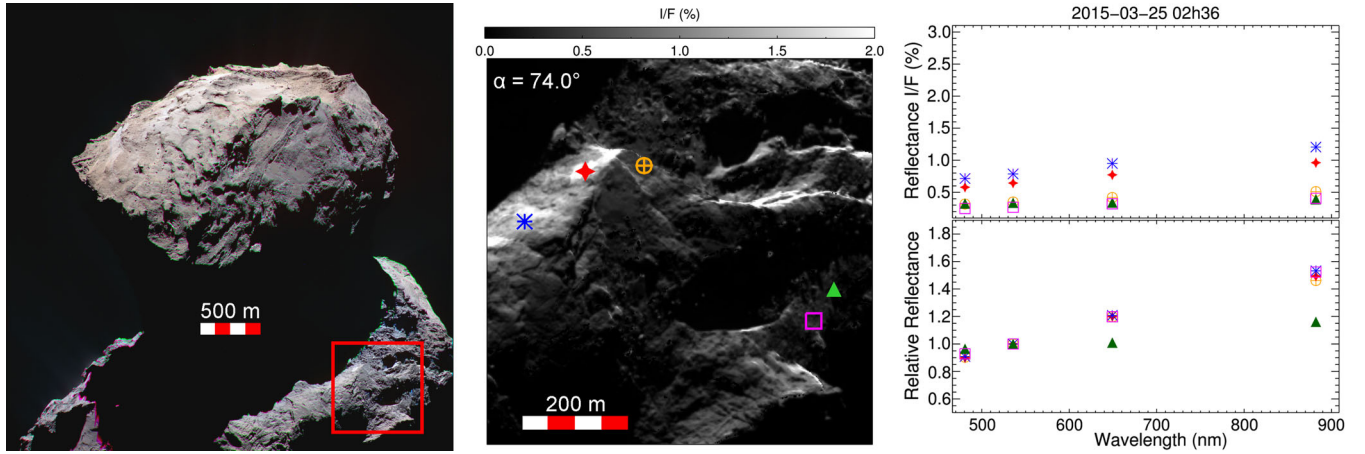 500 m
I/F (%)
0.0 0.5 1.0 1.5 2.0
α = 74.0°
200 m
2015-03-25 02h36
Reflectance I/F (%)
3.0
2.5
2.0
1.5
1.0
0.5
Relative Reflectance
1.8
1.6
1.4
1.2
1.0
0.8
0.6
500 600 700 800 900
Wavelength (nm)